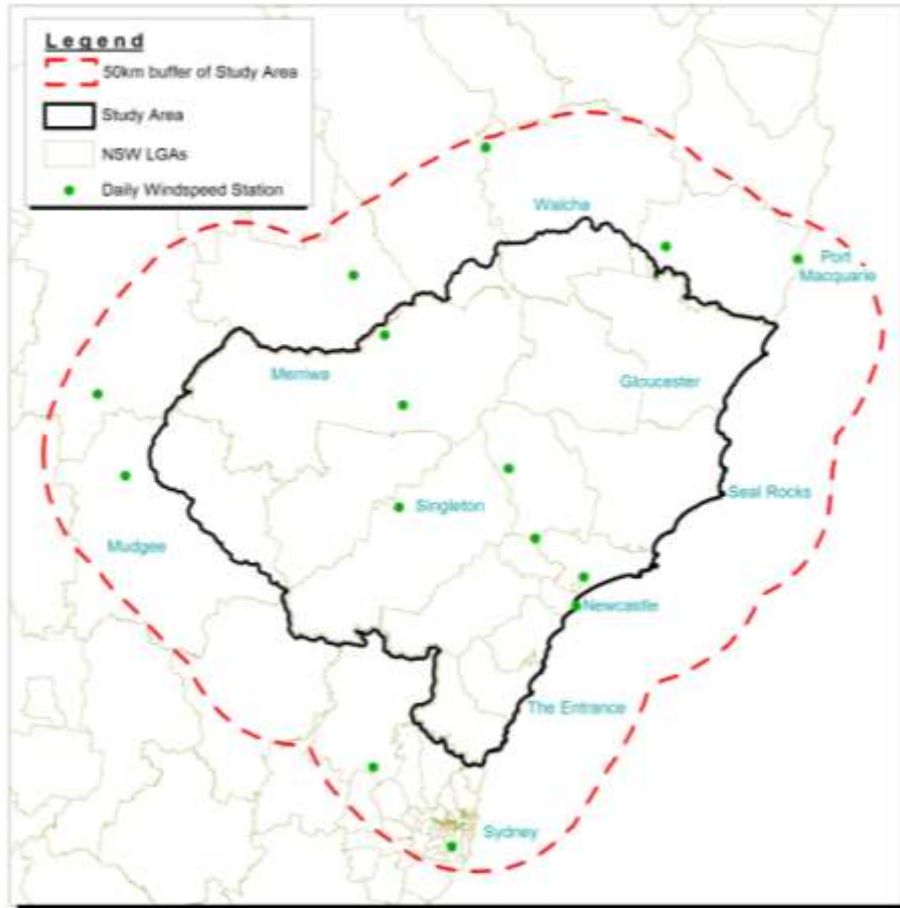 Legend
50km buffer of Study Area
Study Area
NSW LGAs
Daily Windspeed Station
Walcha
Port
Macquarie
Merriwa
Gloucester
Seal Rocks
Singleton
Mudgee
Newcastle
The Entrance
Sydney